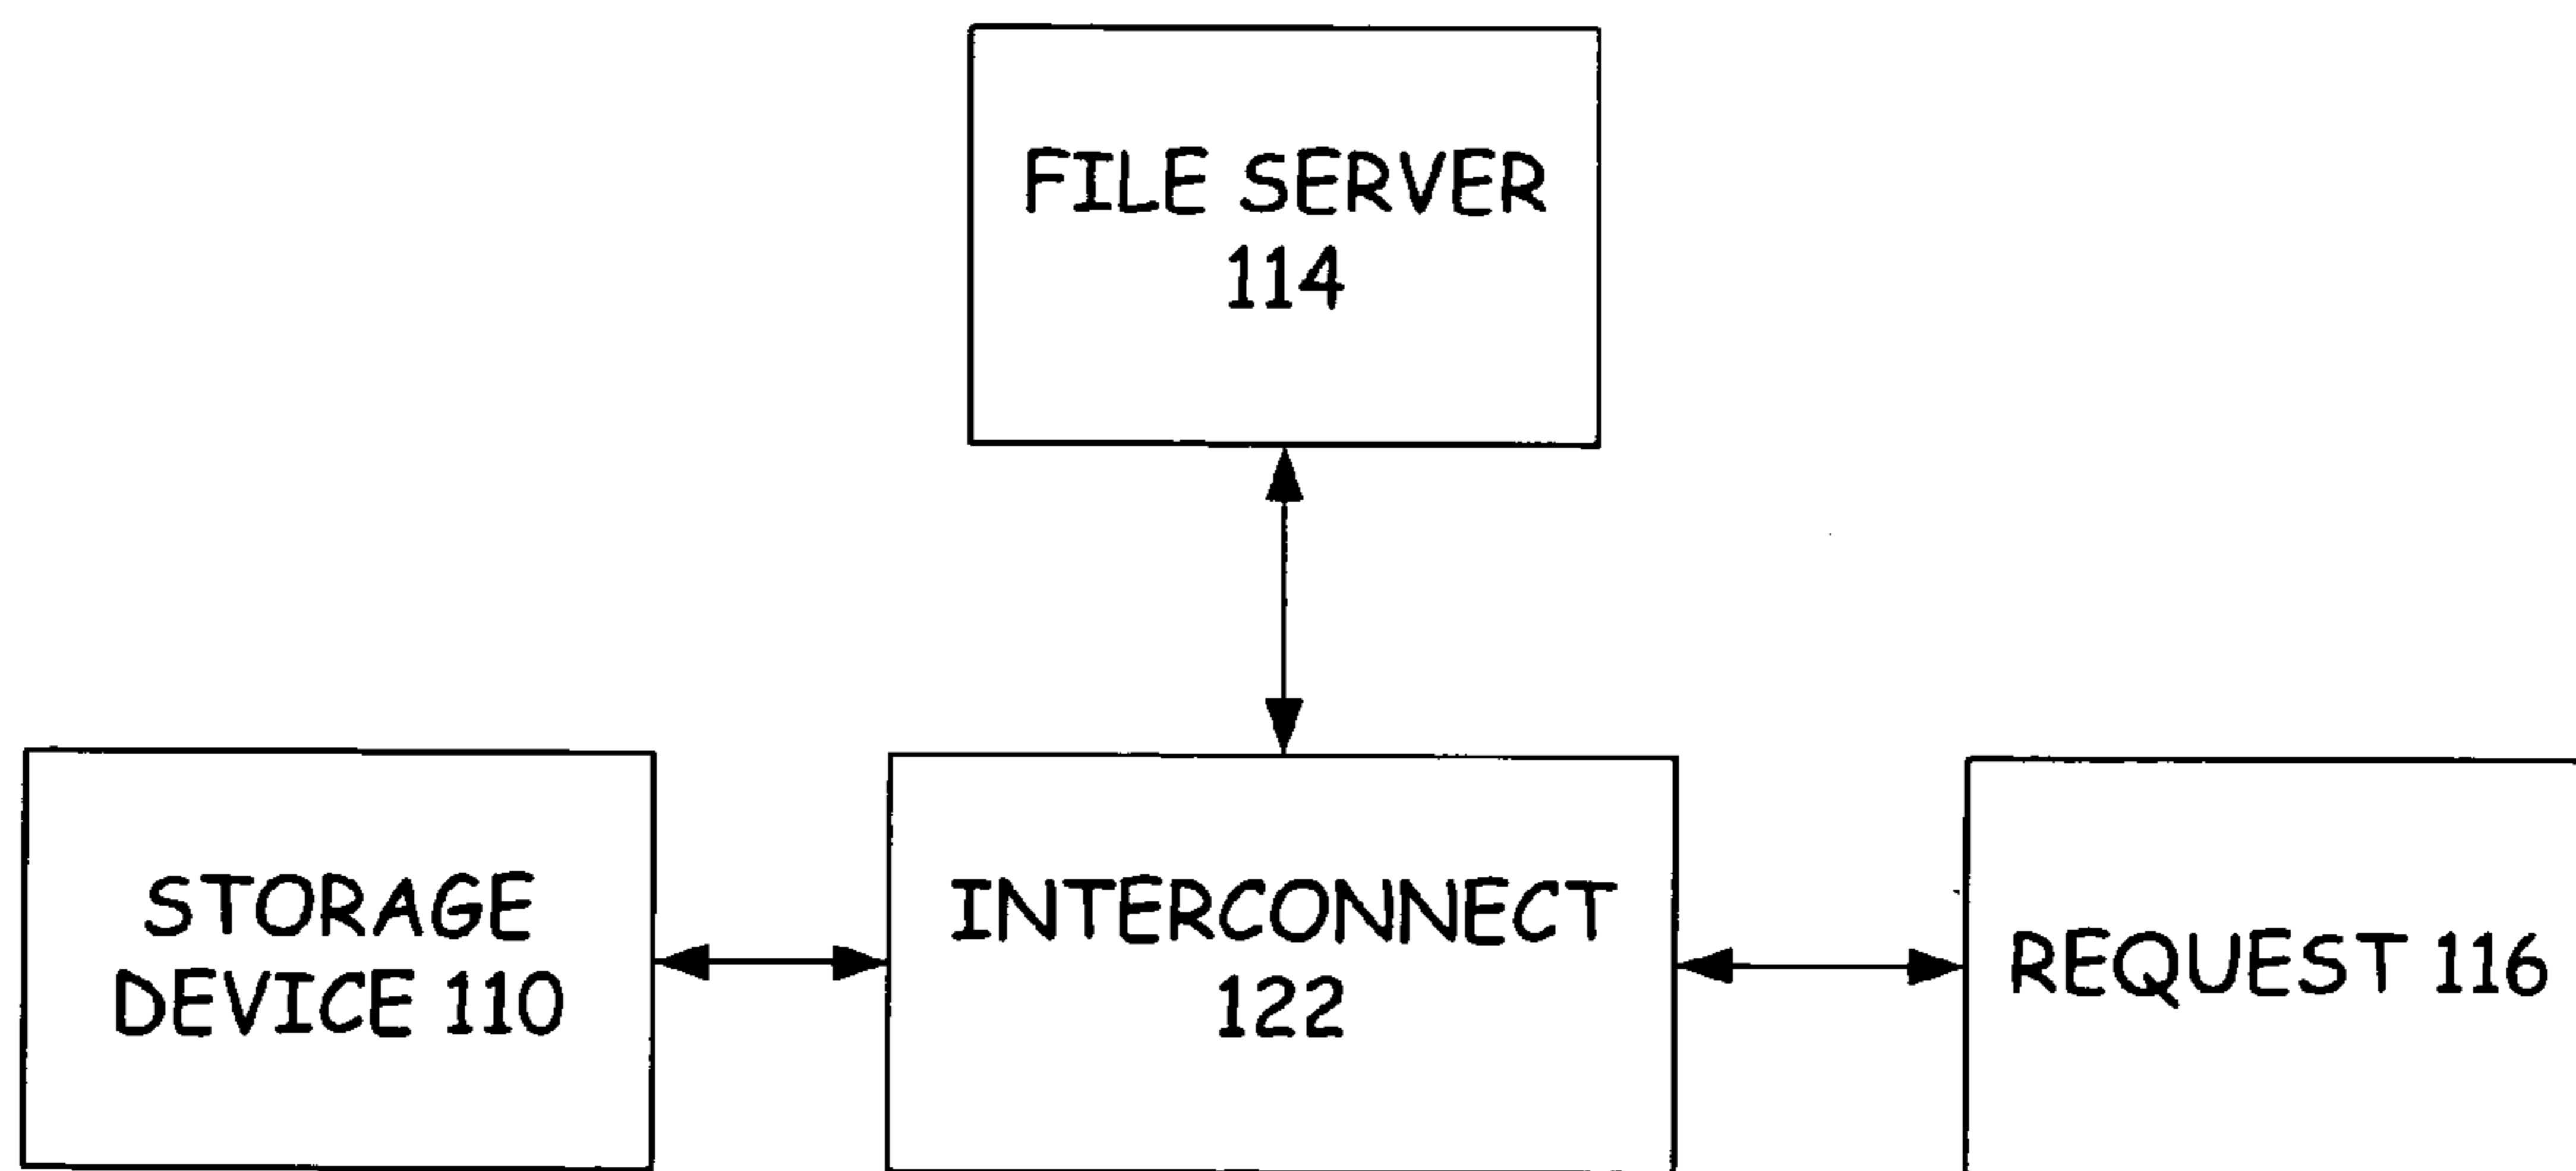 FILE SERVER
114
STORAGE
DEVICE 110
INTERCONNECT
122
REQUEST 116